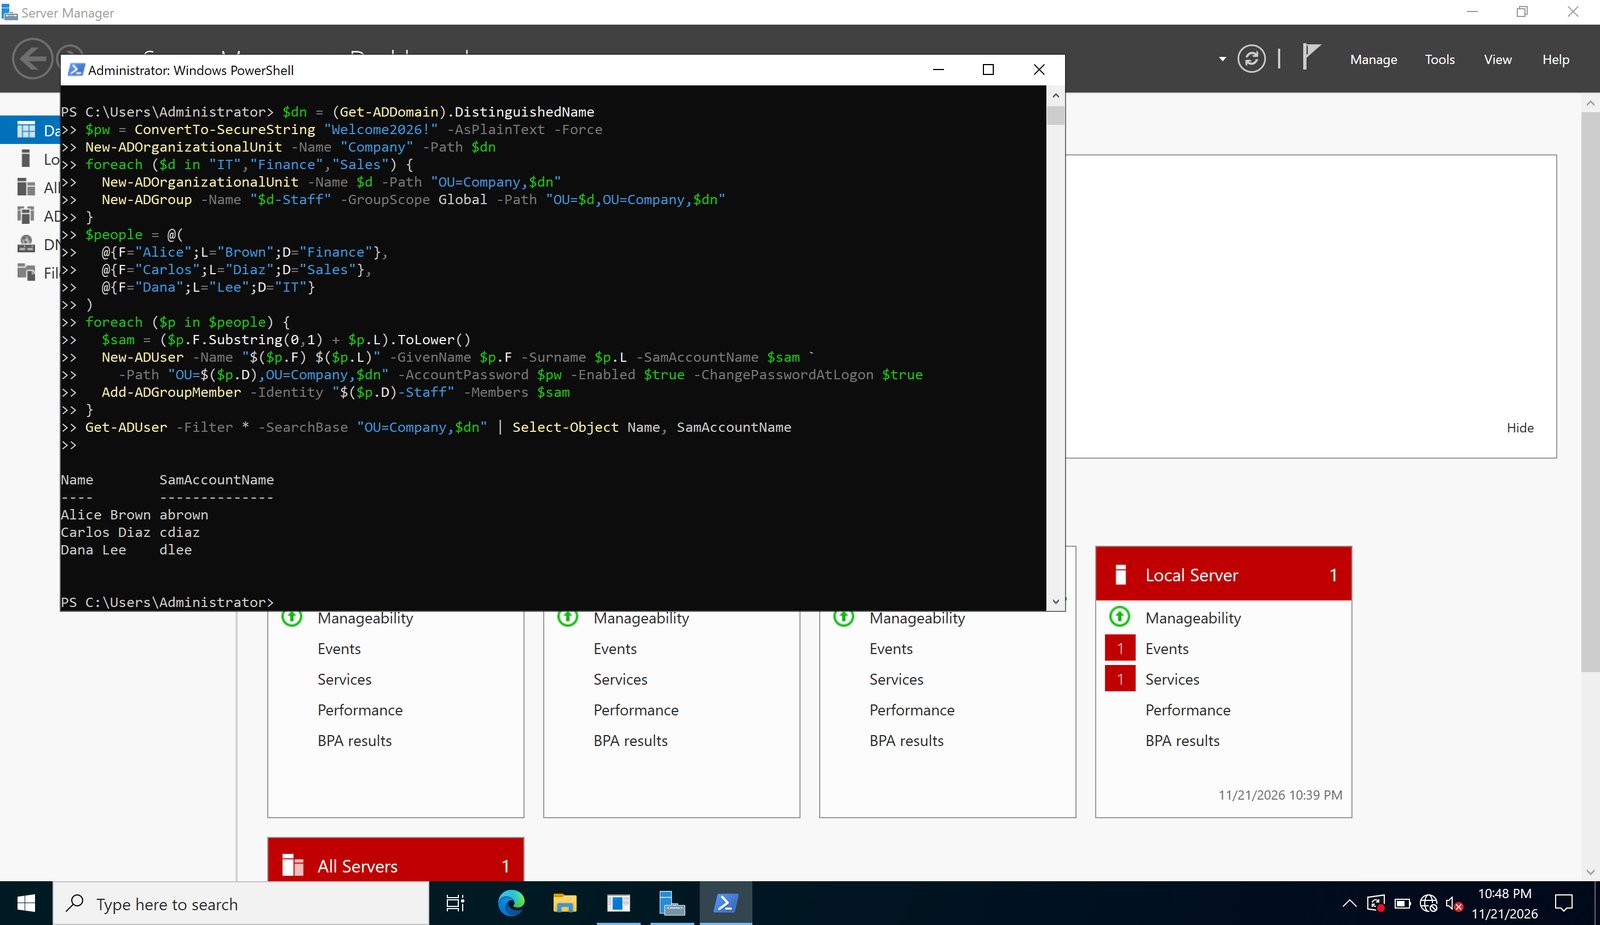 Server Manager
Manage
Tools
View
Help
Administrator: Windows PowerShell
PS C:\Users\Administrator> $dn = (Get-ADDomain).DistinguishedName
>> $pw = ConvertTo-SecureString "Welcome2026!" -AsPlainText -Force
>> New-ADOrganizationalUnit -Name "Company" -Path $dn
>> foreach ($d in "IT","Finance","Sales") {
>>   New-ADOrganizationalUnit -Name $d -Path "OU=Company,$dn"
>>   New-ADGroup -Name "$d-Staff" -GroupScope Global -Path "OU=$d,OU=Company,$dn"
>> }
>> $people = @(
>>   @{F="Alice";L="Brown";D="Finance"},
>>   @{F="Carlos";L="Diaz";D="Sales"},
>>   @{F="Dana";L="Lee";D="IT"}
>> )
>> foreach ($p in $people) {
>>   $sam = ($p.F.Substring(0,1) + $p.L).ToLower()
>>   New-ADUser -Name "$($p.F) $($p.L)" -GivenName $p.F -Surname $p.L -SamAccountName $sam `
>>     -Path "OU=$($p.D),OU=Company,$dn" -AccountPassword $pw -Enabled $true -ChangePasswordAtLogon $true
>>   Add-ADGroupMember -Identity "$($p.D)-Staff" -Members $sam
>> }
>> Get-ADUser -Filter * -SearchBase "OU=Company,$dn" | Select-Object Name, SamAccountName
>>
Name        SamAccountName
----        --------------
Alice Brown abrown
Carlos Diaz cdiaz
Dana Lee    dlee
PS C:\Users\Administrator>
Hide
Manageability
Events
Services
Performance
BPA results
Manageability
Events
Services
Performance
BPA results
Manageability
Events
Services
Performance
BPA results
Local Server 1
Manageability
1 Events
1 Services
Performance
BPA results
11/21/2026 10:39 PM
All Servers 1
Type here to search
10:48 PM
11/21/2026